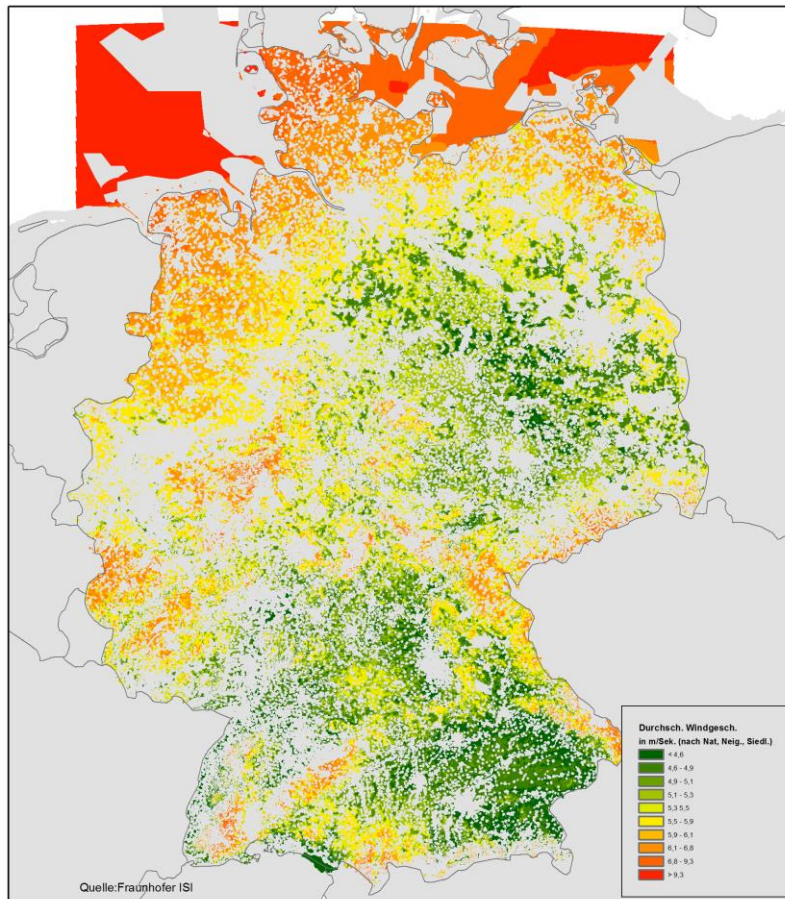 Durchsch. Windgesch.
in m/Sek. (nach Nat, Neig., Siedl.)
< 4,6
4,6 - 4,9
4,9 - 5,1
5,1 - 5,3
5,3 5,5
5,5 - 5,9
5,9 - 6,1
6,1 - 6,8
6,8 - 9,3
> 9,3
Quelle:Fraunhofer ISI